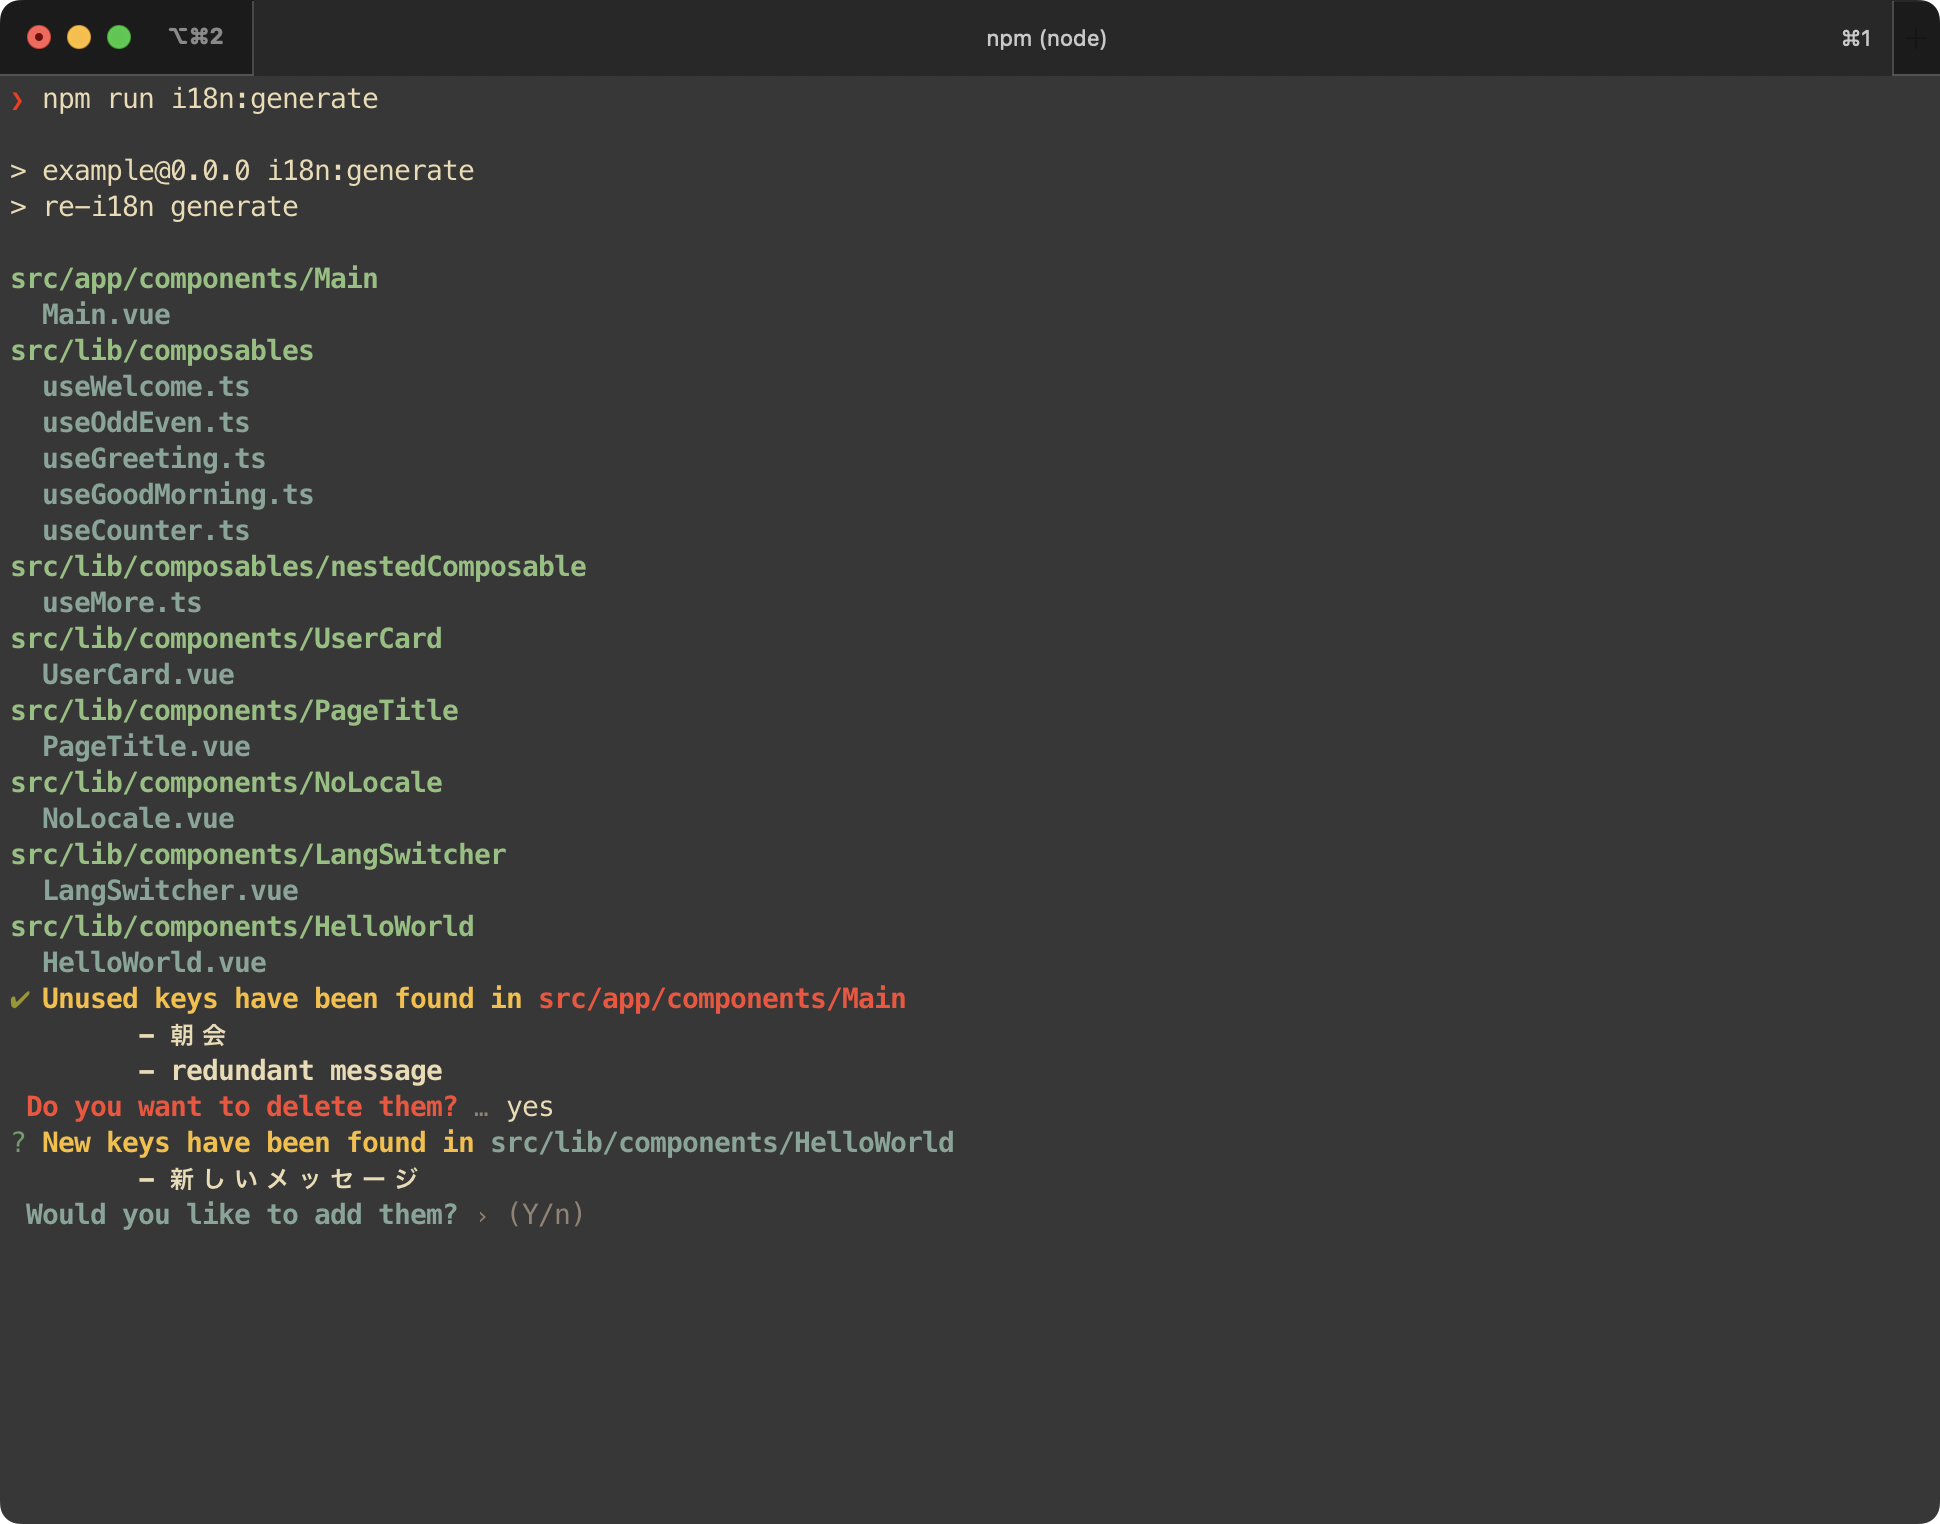 ⌥⌘2
npm (node)
⌘1
❯ npm run i18n:generate
> example@0.0.0 i18n:generate
> re-i18n generate
src/app/components/Main
Main.vue
src/lib/composables
useWelcome.ts
useOddEven.ts
useGreeting.ts
useGoodMorning.ts
useCounter.ts
src/lib/composables/nestedComposable
useMore.ts
src/lib/components/UserCard
UserCard.vue
src/lib/components/PageTitle
PageTitle.vue
src/lib/components/NoLocale
NoLocale.vue
src/lib/components/LangSwitcher
LangSwitcher.vue
src/lib/components/HelloWorld
HelloWorld.vue
✔ Unused keys have been found in src/app/components/Main
- 朝会
- redundant message
Do you want to delete them? … yes
? New keys have been found in src/lib/components/HelloWorld
- 新しいメッセージ
Would you like to add them? › (Y/n)